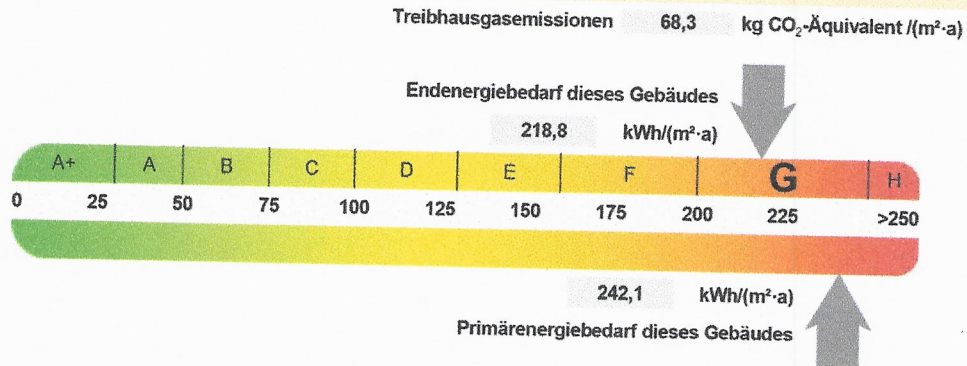 Treibhausgasemissionen 68,3 kg CO₂-Äquivalent /(m²·a)
Endenergiebedarf dieses Gebäudes
218,8 kWh/(m²·a)
A+ A B C D E F G H
0 25 50 75 100 125 150 175 200 225 >250
242,1 kWh/(m²·a)
Primärenergiebedarf dieses Gebäudes